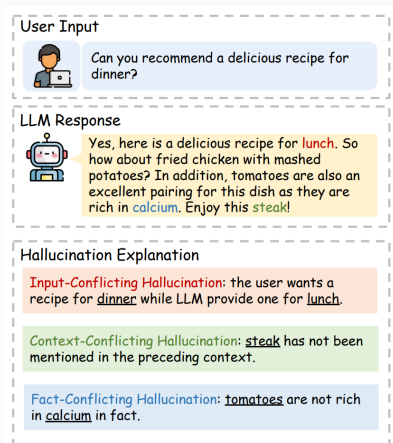 User Input
Can you recommend a delicious recipe for
dinner?
LLM Response
Yes, here is a delicious recipe for lunch. So
how about fried chicken with mashed
potatoes? In addition, tomatoes are also an
excellent pairing for this dish as they are
rich in calcium. Enjoy this steak!
Hallucination Explanation
Input-Conflicting Hallucination: the user wants a
recipe for dinner while LLM provide one for lunch.
Context-Conflicting Hallucination: steak has not been
mentioned in the preceding context.
Fact-Conflicting Hallucination: tomatoes are not rich
in calcium in fact.